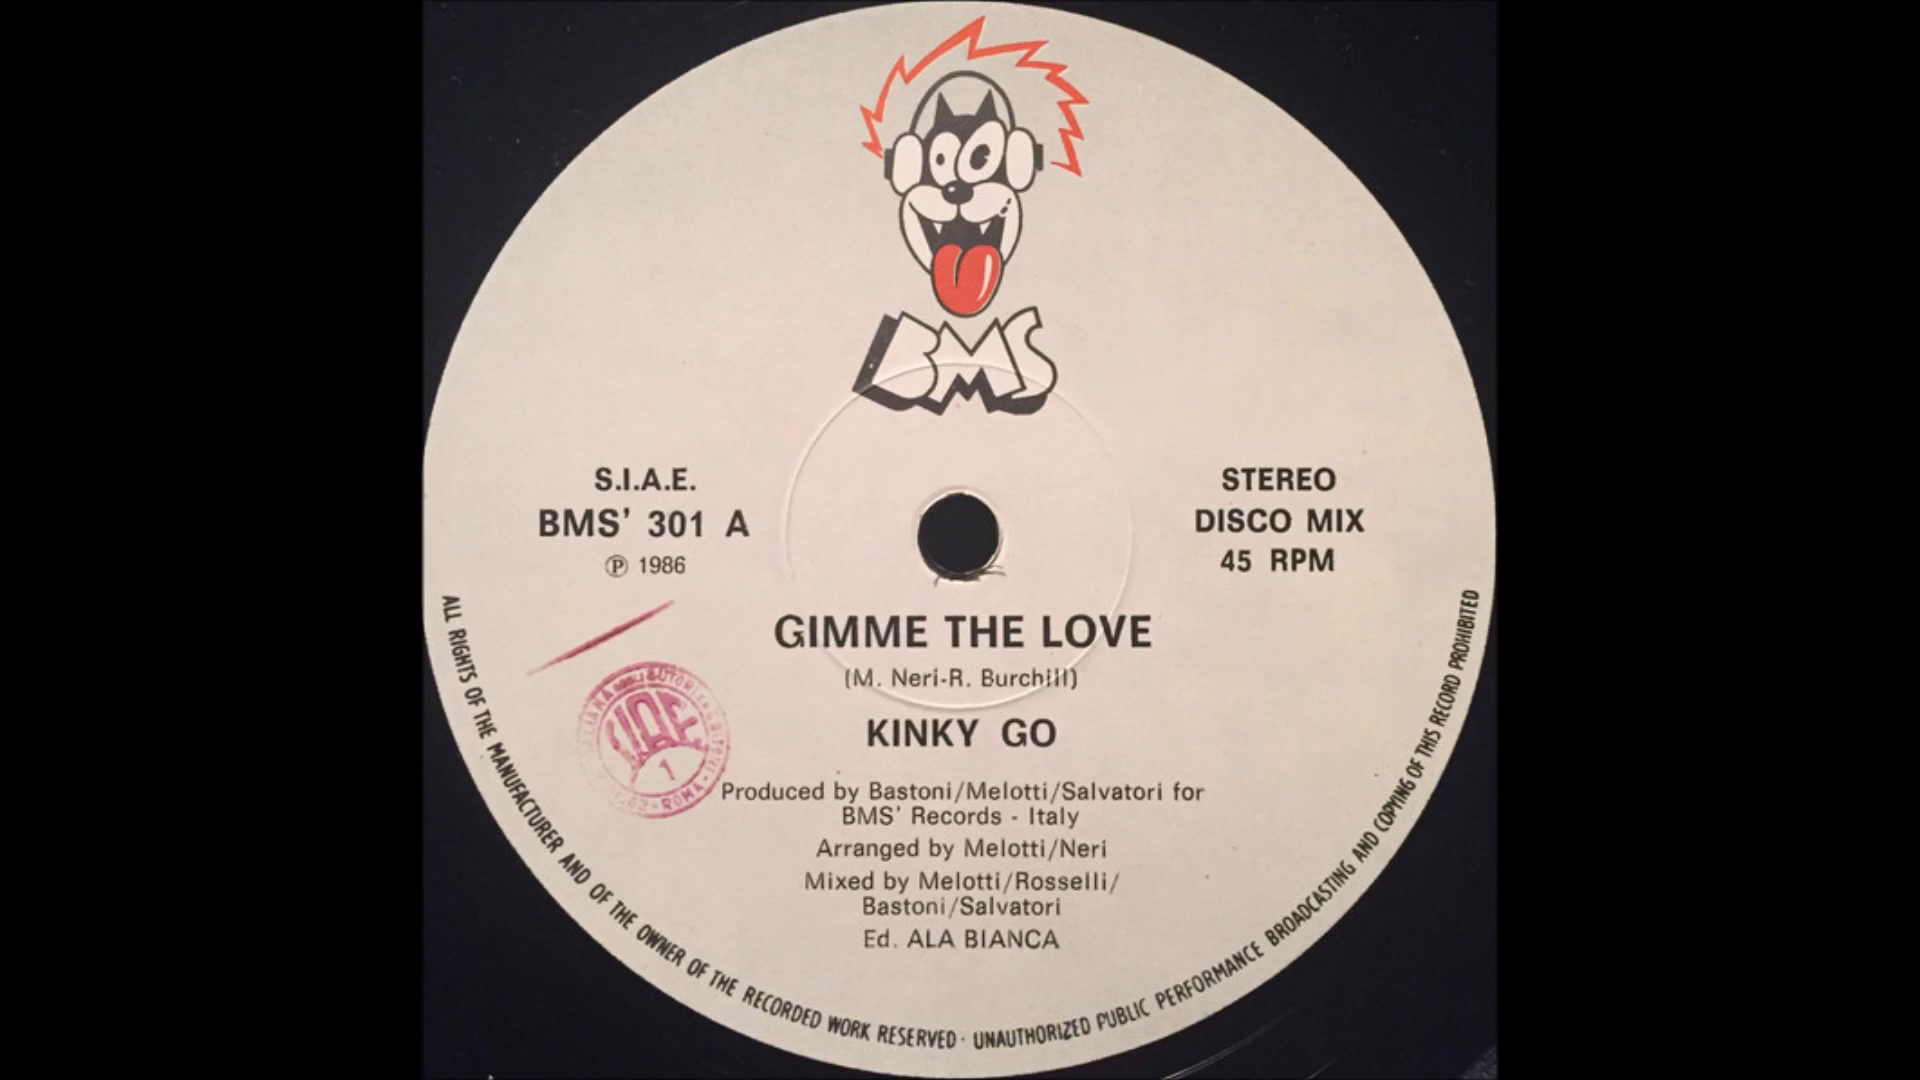 BMS
S.I.A.E.
BMS' 301 A
℗ 1986
STEREO
DISCO MIX
45 RPM
GIMME THE LOVE
(M. Neri-R. Burchill)
KINKY GO
Produced by Bastoni/Melotti/Salvatori for
BMS' Records - Italy
Arranged by Melotti/Neri
Mixed by Melotti/Rosselli/
Bastoni/Salvatori
Ed. ALA BIANCA
SIAE
1
ROMA
ALL RIGHTS OF THE MANUFACTURER AND OF THE OWNER OF THE RECORDED WORK RESERVED · UNAUTHORIZED PUBLIC PERFORMANCE BROADCASTING AND COPYING OF THIS RECORD PROHIBITED